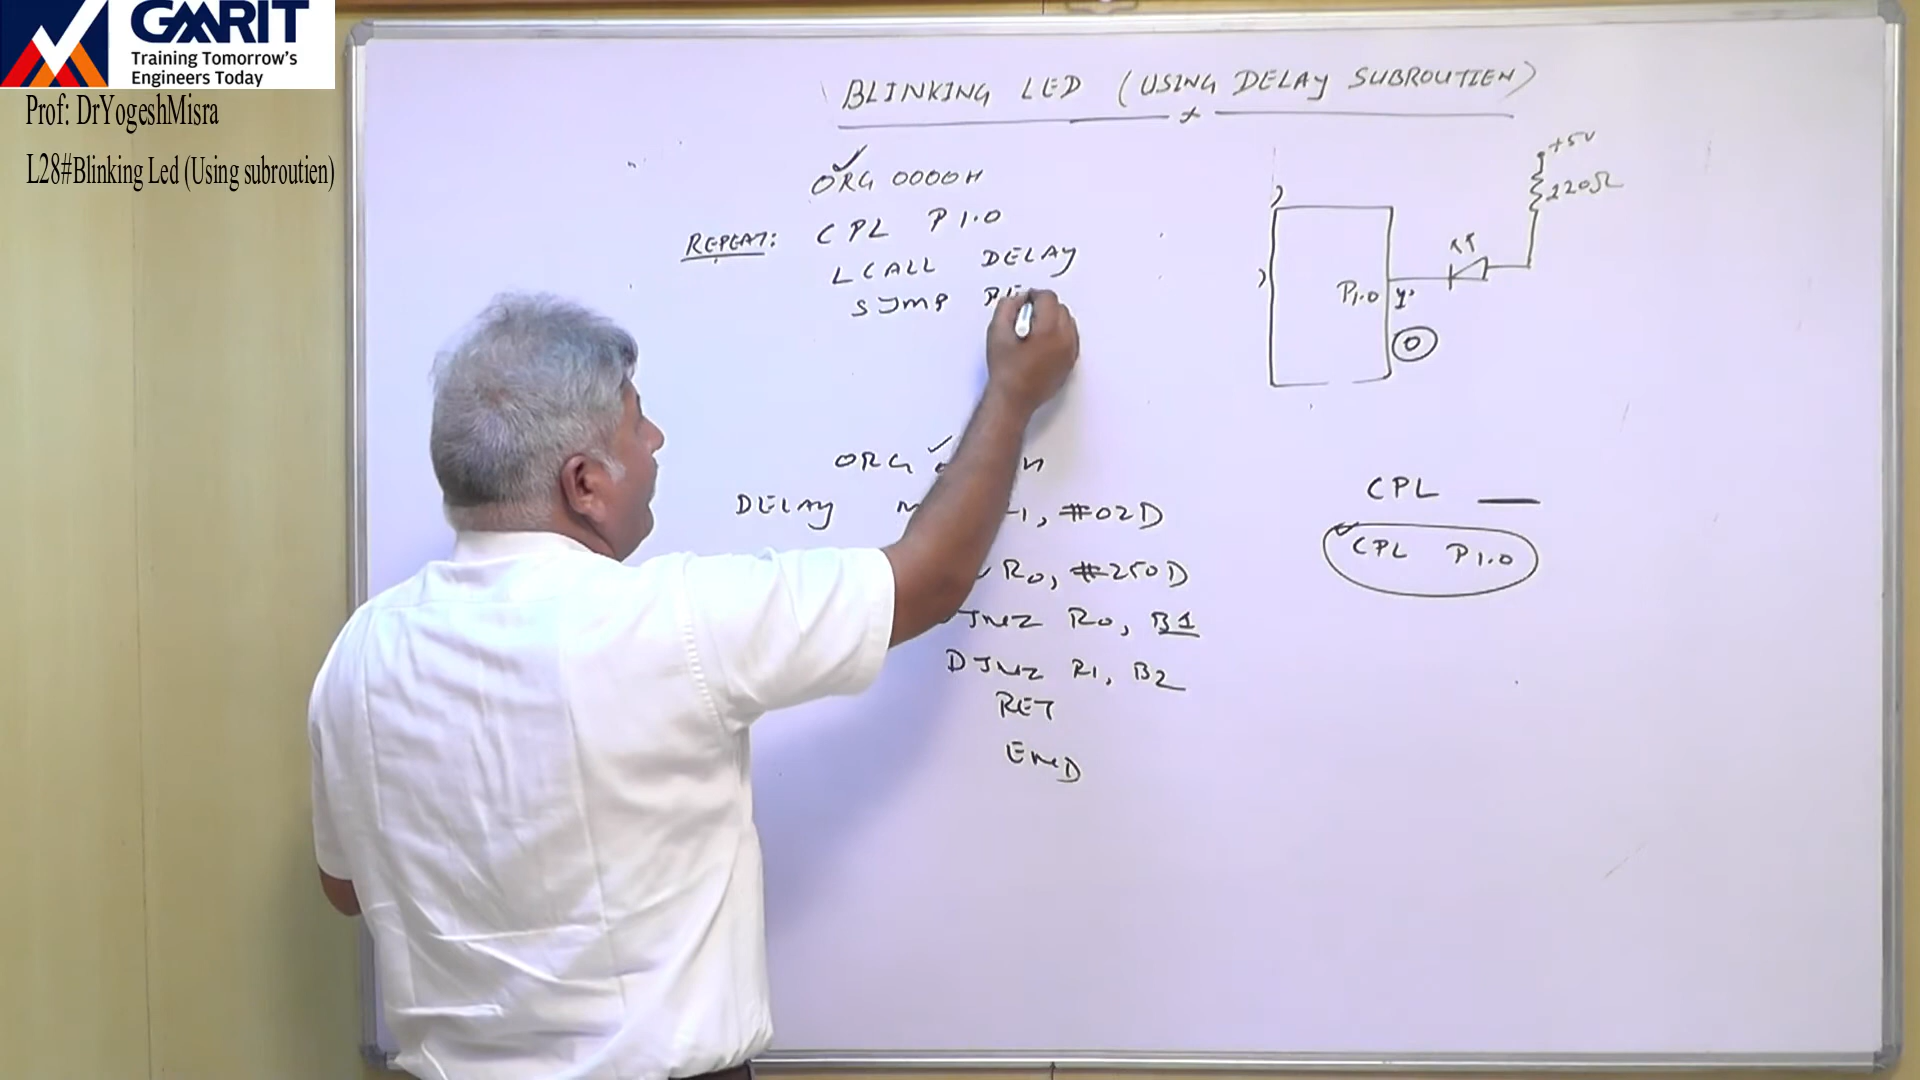 GMRIT
Training Tomorrow's
Engineers Today
Prof: DrYogeshMisra
L28#Blinking Led (Using subroutien)
BLINKING LED (USING DELAY SUBROUTIEN)
ORG 0000H
REPEAT: CPL P1.0
LCALL DELAY
SJMP RE
ORG H
DELAY M 1, #02D
R0, #250D
DJNZ R0, B1
DJNZ R1, B2
RET
END
+5V
220Ω
P1.0
0
CPL
CPL P1.0